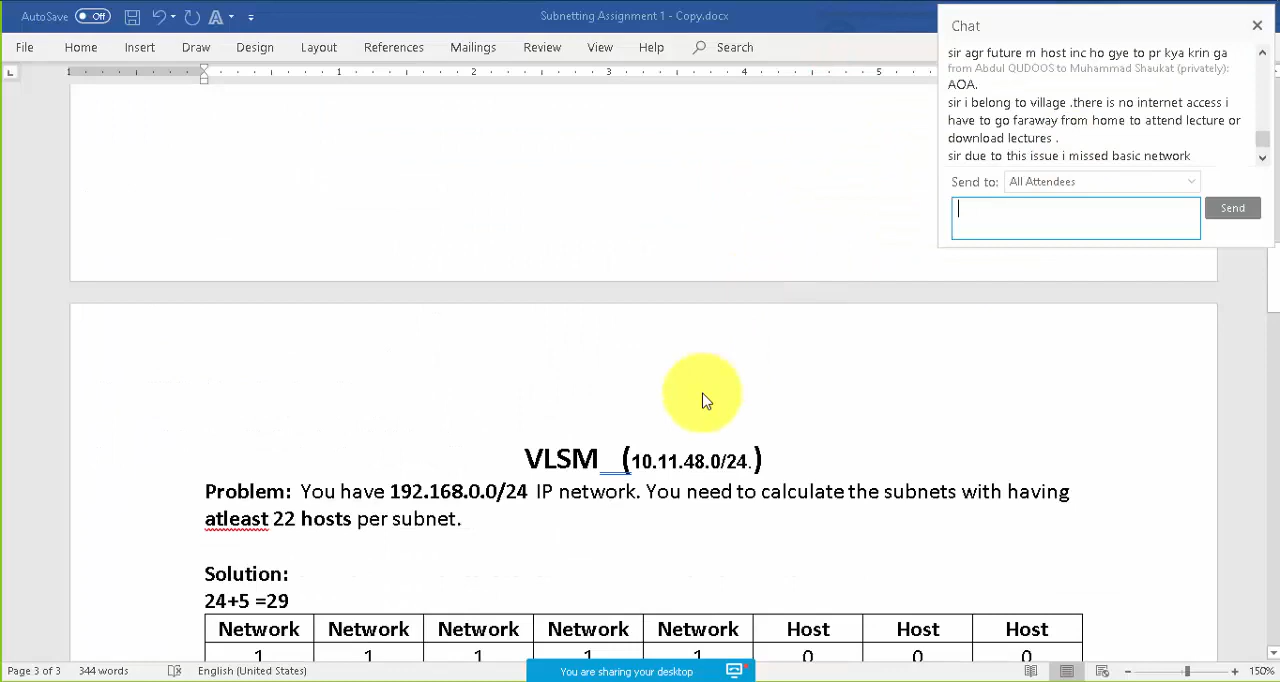 AutoSave Off
Subnetting Assignment 1 - Copy.docx
File Home Insert Draw Design Layout References Mailings Review View Help Search
Chat
sir agr future m host inc ho gye to pr kya krin ga
from Abdul QUDOOS to Muhammad Shaukat (privately):
AOA.
sir i belong to village .there is no internet access i
have to go faraway from home to attend lecture or
download lectures .
sir due to this issue i missed basic network
Send to: All Attendees
Send
1 1 2 3 4 5
VLSM (10.11.48.0/24.)
Problem: You have 192.168.0.0/24 IP network. You need to calculate the subnets with having
atleast 22 hosts per subnet.
Solution:
24+5 =29
Network Network Network Network Network Host Host Host
1 1 1 1 1 0 0 0
Page 3 of 3 344 words English (United States)
You are sharing your desktop
150%